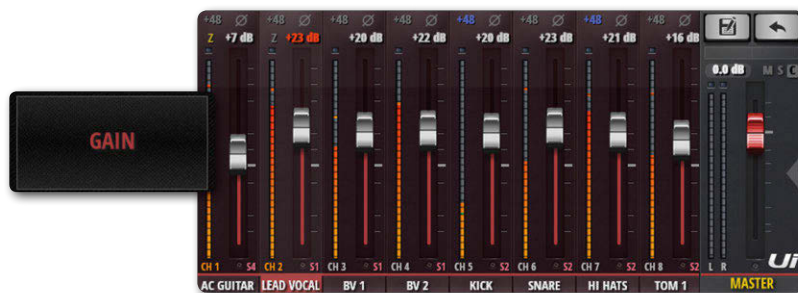 +48 Ø +48 Ø +48 Ø +48 Ø +48 Ø +48 Ø +48 Ø +48 Ø
Z +7 dB Z +23 dB +20 dB +22 dB +20 dB +23 dB +21 dB +16 dB
0.0 dB M S
GAIN
CH 1 S4 CH 2 S1 CH 3 S1 CH 4 S1 CH 5 S2 CH 6 S2 CH 7 S2 CH 8 S2 L R Ui
AC GUITAR LEAD VOCAL BV 1 BV 2 KICK SNARE HI HATS TOM 1 MASTER